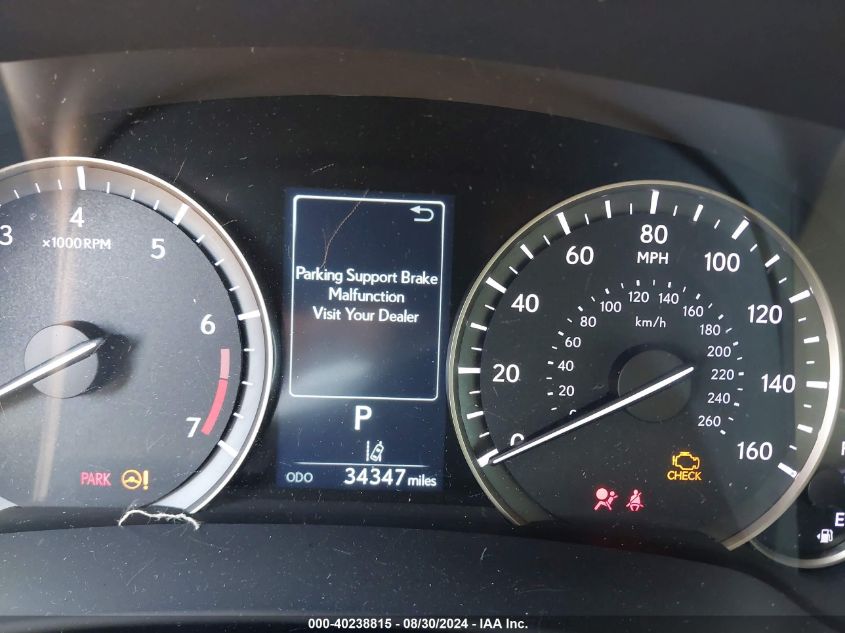 3 4 5 6 7
x1000RPM
Parking Support Brake
Malfunction
Visit Your Dealer
P
ODO 34347 miles
PARK !
0 20 40 60 80 100 120 140 160
MPH
20 40 60 80 100 120 140 160 180 200 220 240 260
km/h
CHECK
E
000-40238815 - 08/30/2024 - IAA Inc.